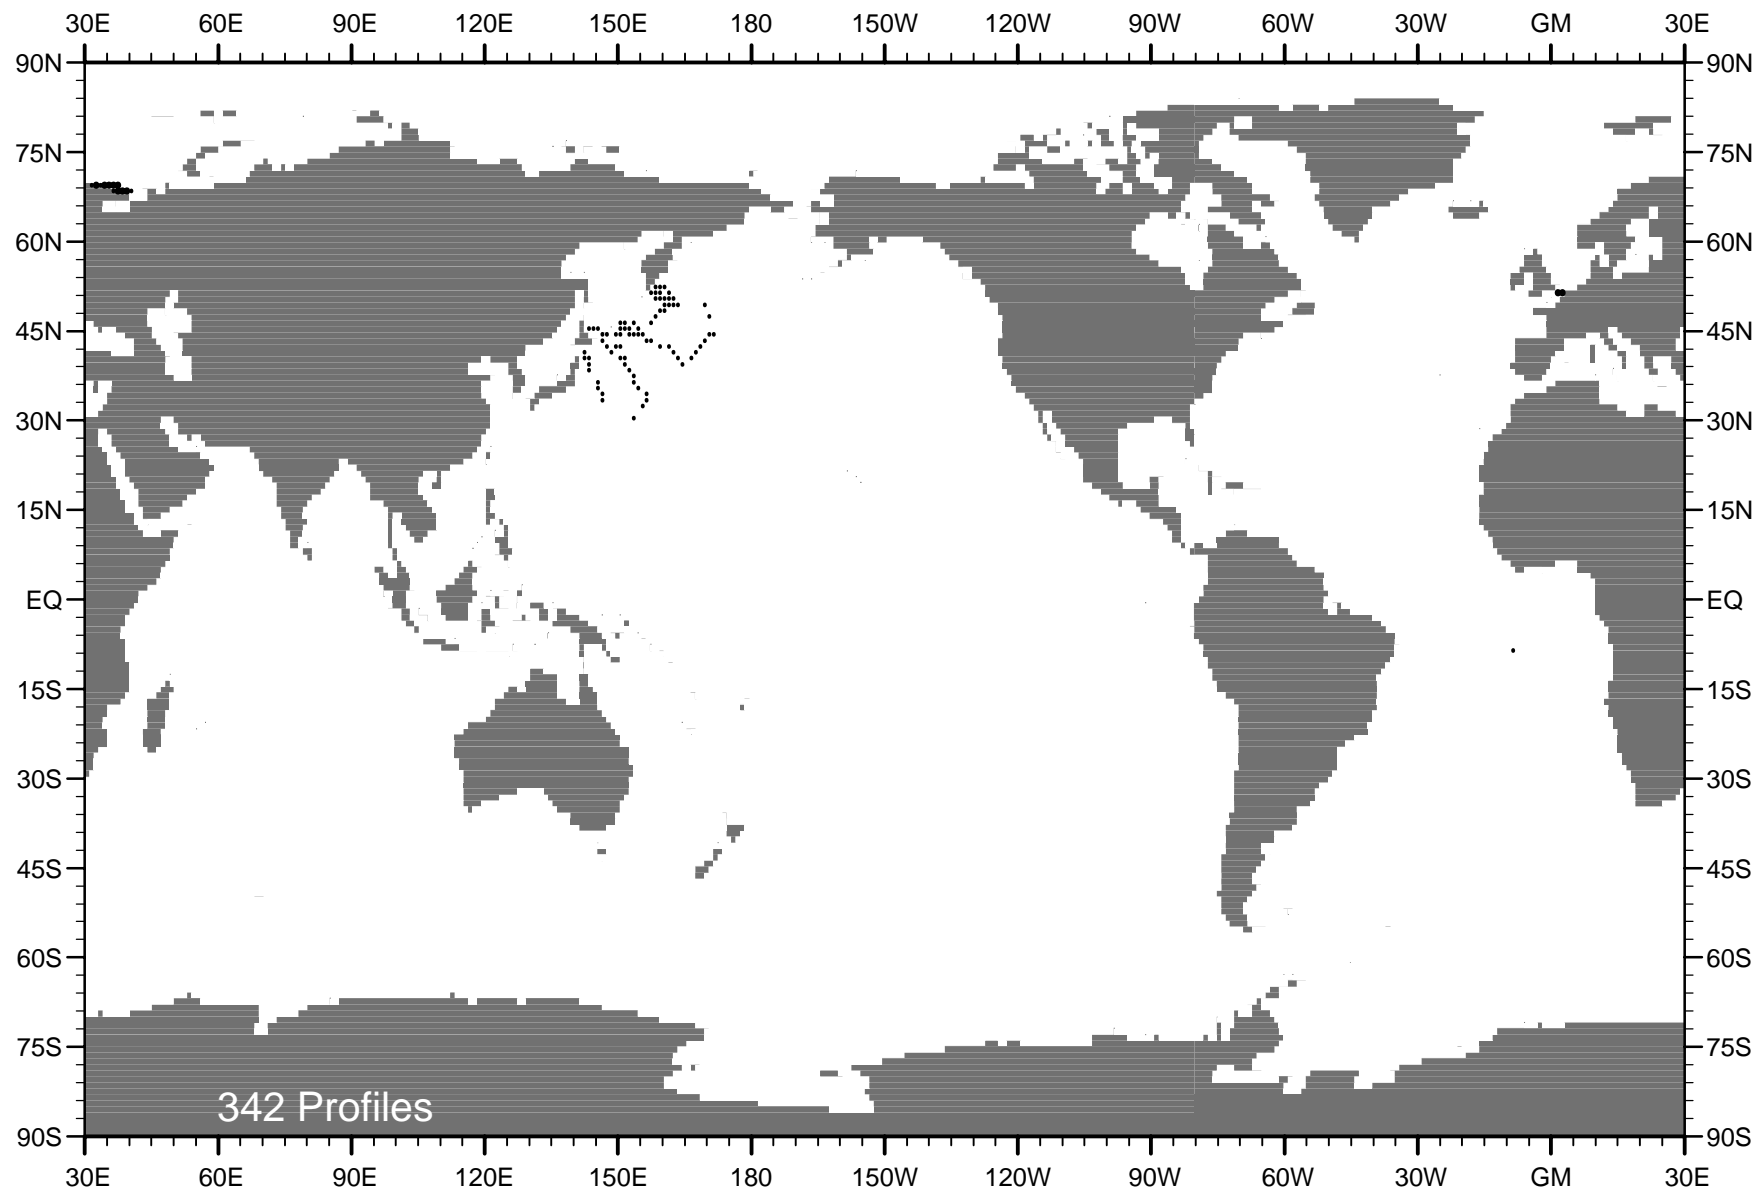 30E 60E 90E 120E 150E 180 150W 120W 90W 60W 30W GM 30E
90N 90N
75N 75N
60N 60N
45N 45N
30N 30N
15N 15N
EQ EQ
15S 15S
30S 30S
45S 45S
60S 60S
75S 75S
342 Profiles
90S 90S
30E 60E 90E 120E 150E 180 150W 120W 90W 60W 30W GM 30E